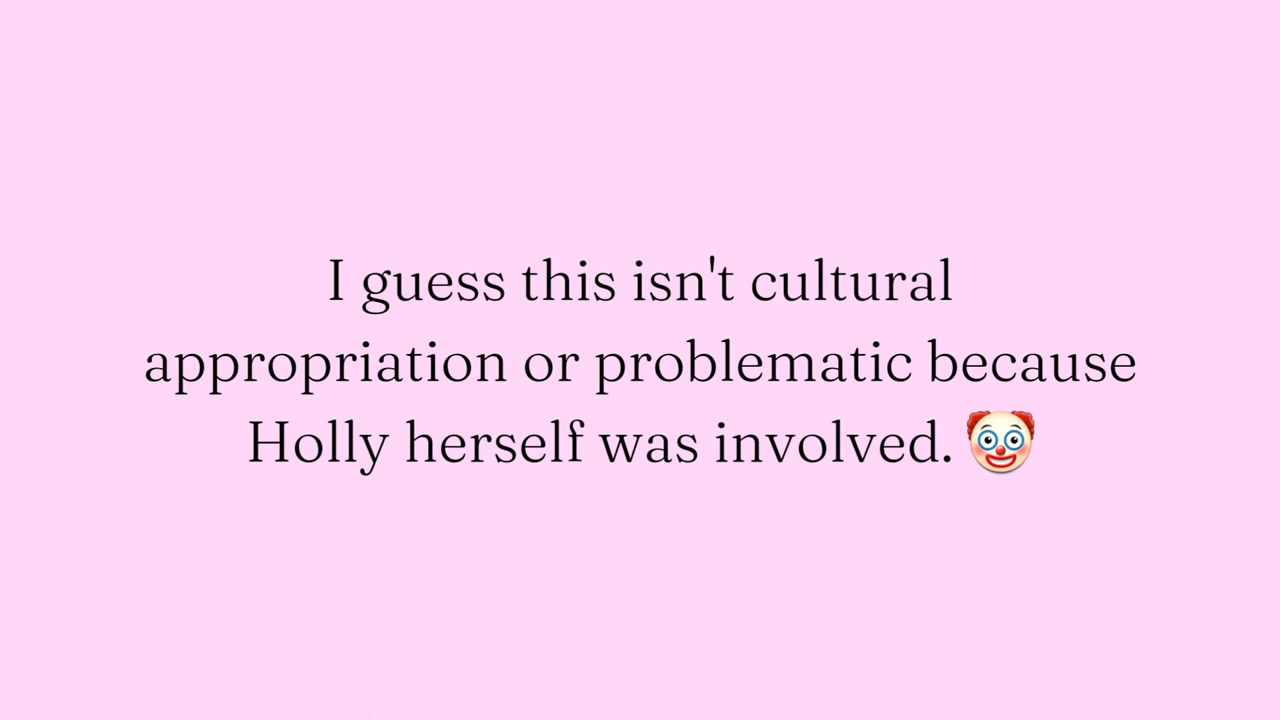 I guess this isn't cultural
appropriation or problematic because
Holly herself was involved. 🤡